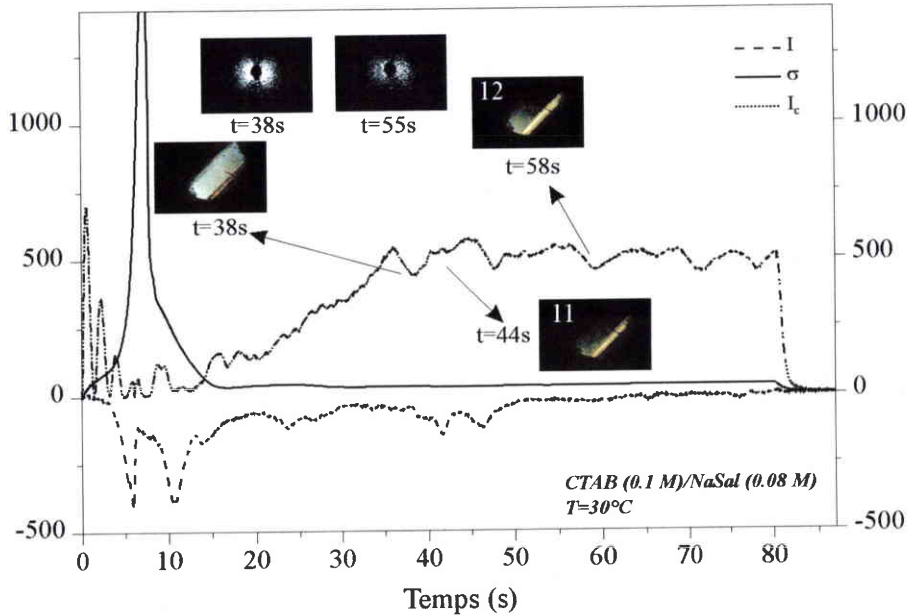 I
σ
I_c
1000
500
0
-500
1000
500
0
-500
t=38s
t=55s
12
t=58s
t=38s
11
t=44s
CTAB (0.1 M)/NaSal (0.08 M)
T=30°C
0
10
20
30
40
50
60
70
80
Temps (s)